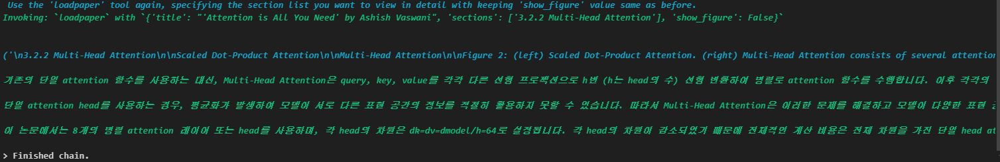 Use the 'loadpaper' tool again, specifying the section list you want to view in detail with keeping 'show_figure' value same as before.
Invoking: `loadpaper` with `{'title': "'Attention is All You Need' by Ashish Vaswani", 'sections': ['3.2.2 Multi-Head Attention'], 'show_figure': False}`
('\n3.2.2 Multi-Head Attention\n\nScaled Dot-Product Attention\n\nMulti-Head Attention\n\nFigure 2: (left) Scaled Dot-Product Attention. (right) Multi-Head Attention consists of several attention
기존의 단일 attention 함수를 사용하는 대신, Multi-Head Attention은 query, key, value를 각각 다른 선형 프로젝션으로 h번 (h는 head의 수) 선형 변환하여 병렬로 attention 함수를 수행합니다. 이후 각각의
단일 attention head를 사용하는 경우, 평균화가 발생하여 모델이 서로 다른 표현 공간의 정보를 적절히 활용하지 못할 수 있습니다. 따라서 Multi-Head Attention은 이러한 문제를 해결하고 모델이 다양한 표현
이 논문에서는 8개의 병렬 attention 레이어 또는 head를 사용하며, 각 head의 차원은 dk=dv=dmodel/h=64로 설정됩니다. 각 head의 차원이 감소되었기 때문에 전체적인 계산 비용은 전체 차원을 가진 단일 head at
> Finished chain.